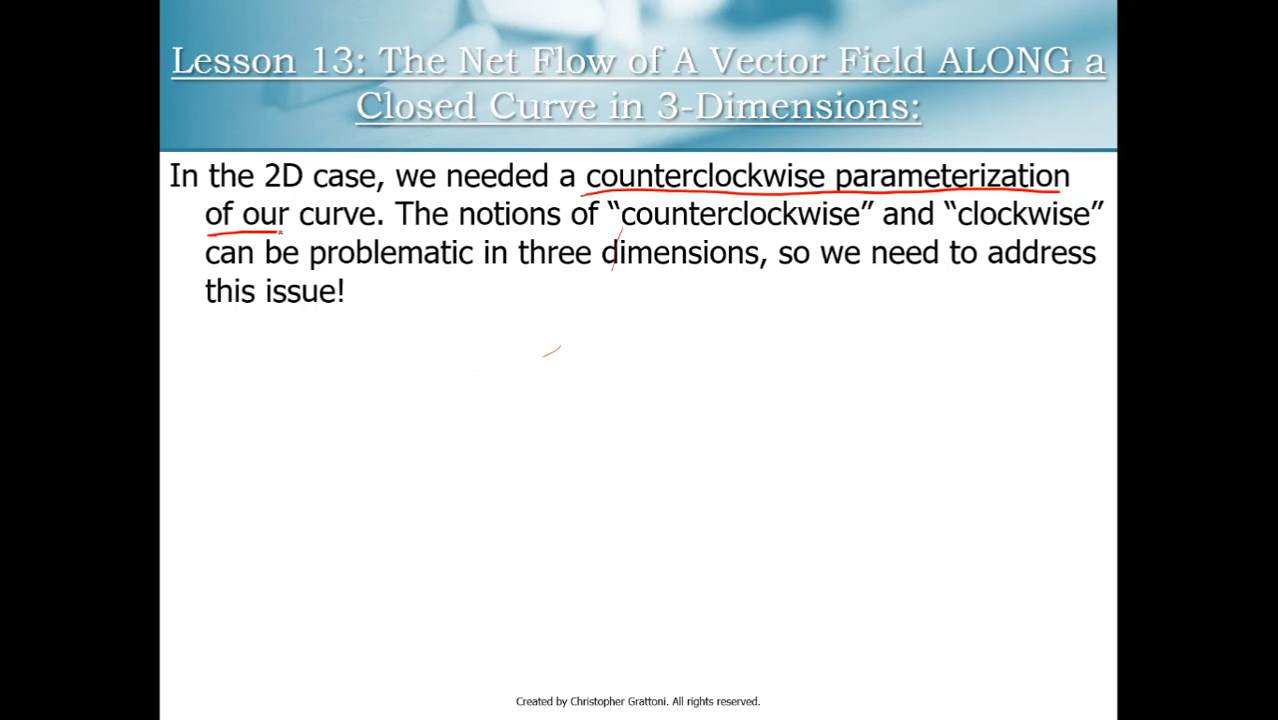 Lesson 13: The Net Flow of A Vector Field ALONG a
Closed Curve in 3-Dimensions:
In the 2D case, we needed a counterclockwise parameterization
of our curve. The notions of “counterclockwise” and “clockwise”
can be problematic in three dimensions, so we need to address
this issue!
Created by Christopher Grattoni. All rights reserved.